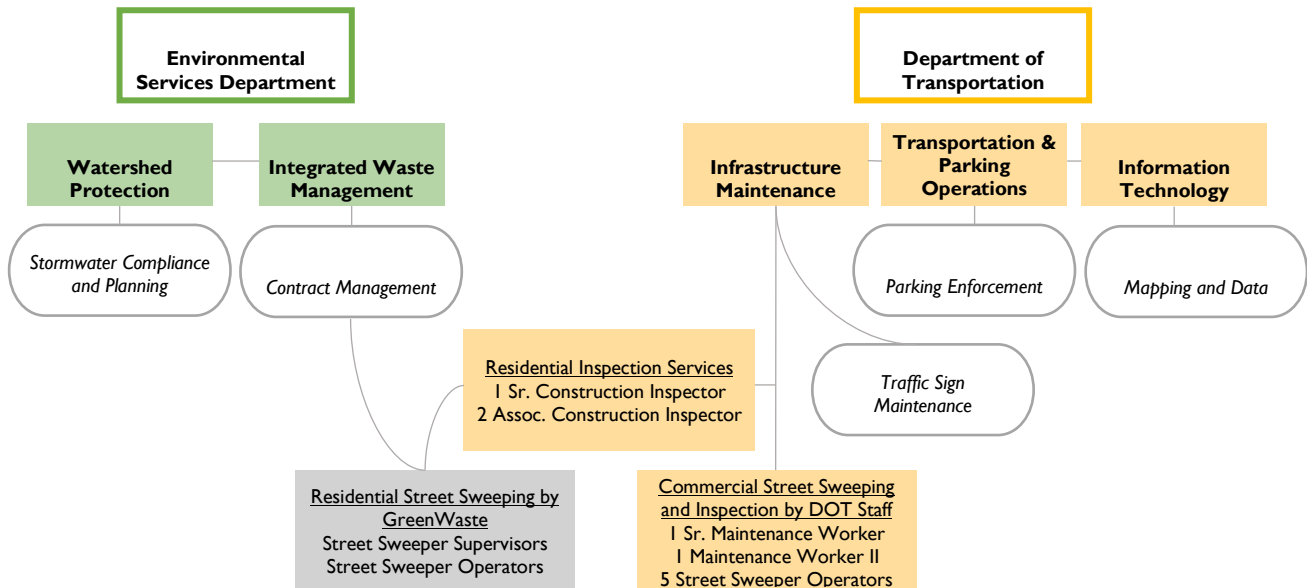 Environmental
Services Department
Department of
Transportation
Watershed
Protection
Integrated Waste
Management
Infrastructure
Maintenance
Transportation &
Parking
Operations
Information
Technology
Stormwater Compliance
and Planning
Contract Management
Parking Enforcement
Mapping and Data
Residential Inspection Services
1 Sr. Construction Inspector
2 Assoc. Construction Inspector
Traffic Sign
Maintenance
Residential Street Sweeping by
GreenWaste
Street Sweeper Supervisors
Street Sweeper Operators
Commercial Street Sweeping
and Inspection by DOT Staff
1 Sr. Maintenance Worker
1 Maintenance Worker II
5 Street Sweeper Operators